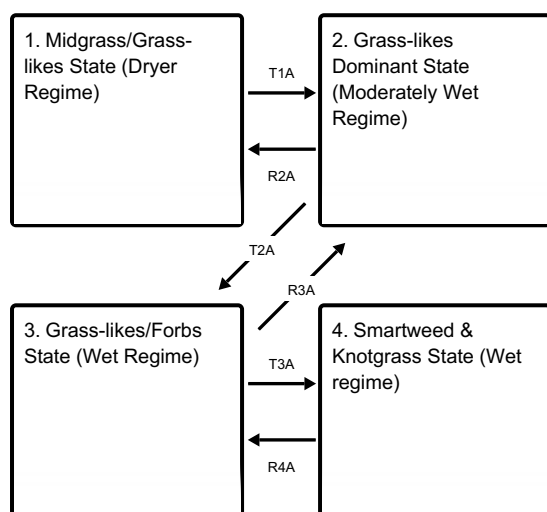 1. Midgrass/Grass-
likes State (Dryer
Regime)
2. Grass-likes
Dominant State
(Moderately Wet
Regime)
T1A
R2A
T2A
R3A
3. Grass-likes/Forbs
State (Wet Regime)
4. Smartweed &
Knotgrass State (Wet
regime)
T3A
R4A